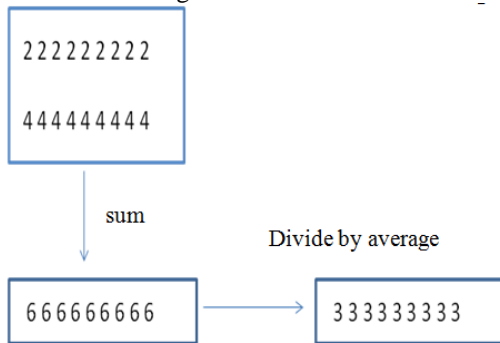 2 2 2 2 2 2 2 2 2
4 4 4 4 4 4 4 4 4
sum
Divide by average
6 6 6 6 6 6 6 6 6
3 3 3 3 3 3 3 3 3